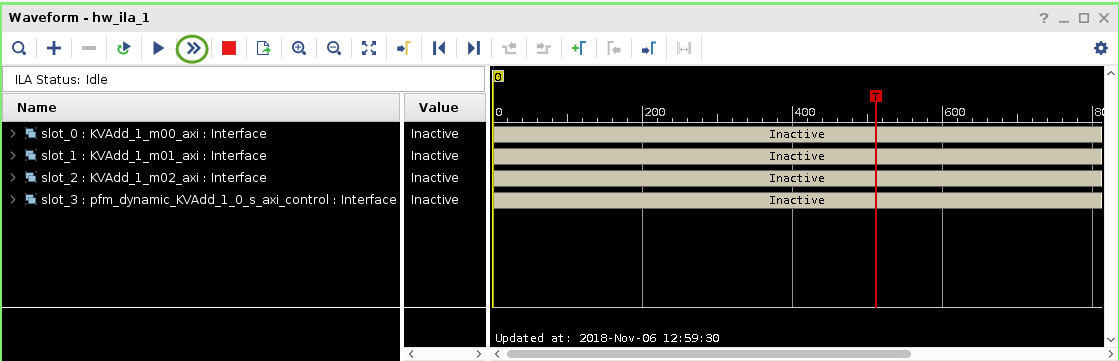 Waveform - hw_ila_1
ILA Status: Idle
Name Value
slot_0 : KVAdd_1_m00_axi : Interface Inactive
slot_1 : KVAdd_1_m01_axi : Interface Inactive
slot_2 : KVAdd_1_m02_axi : Interface Inactive
slot_3 : pfm_dynamic_KVAdd_1_0_s_axi_control : Interface Inactive
0
T
0 200 400 600 80
Inactive
Inactive
Inactive
Inactive
Updated at: 2018-Nov-06 12:59:30